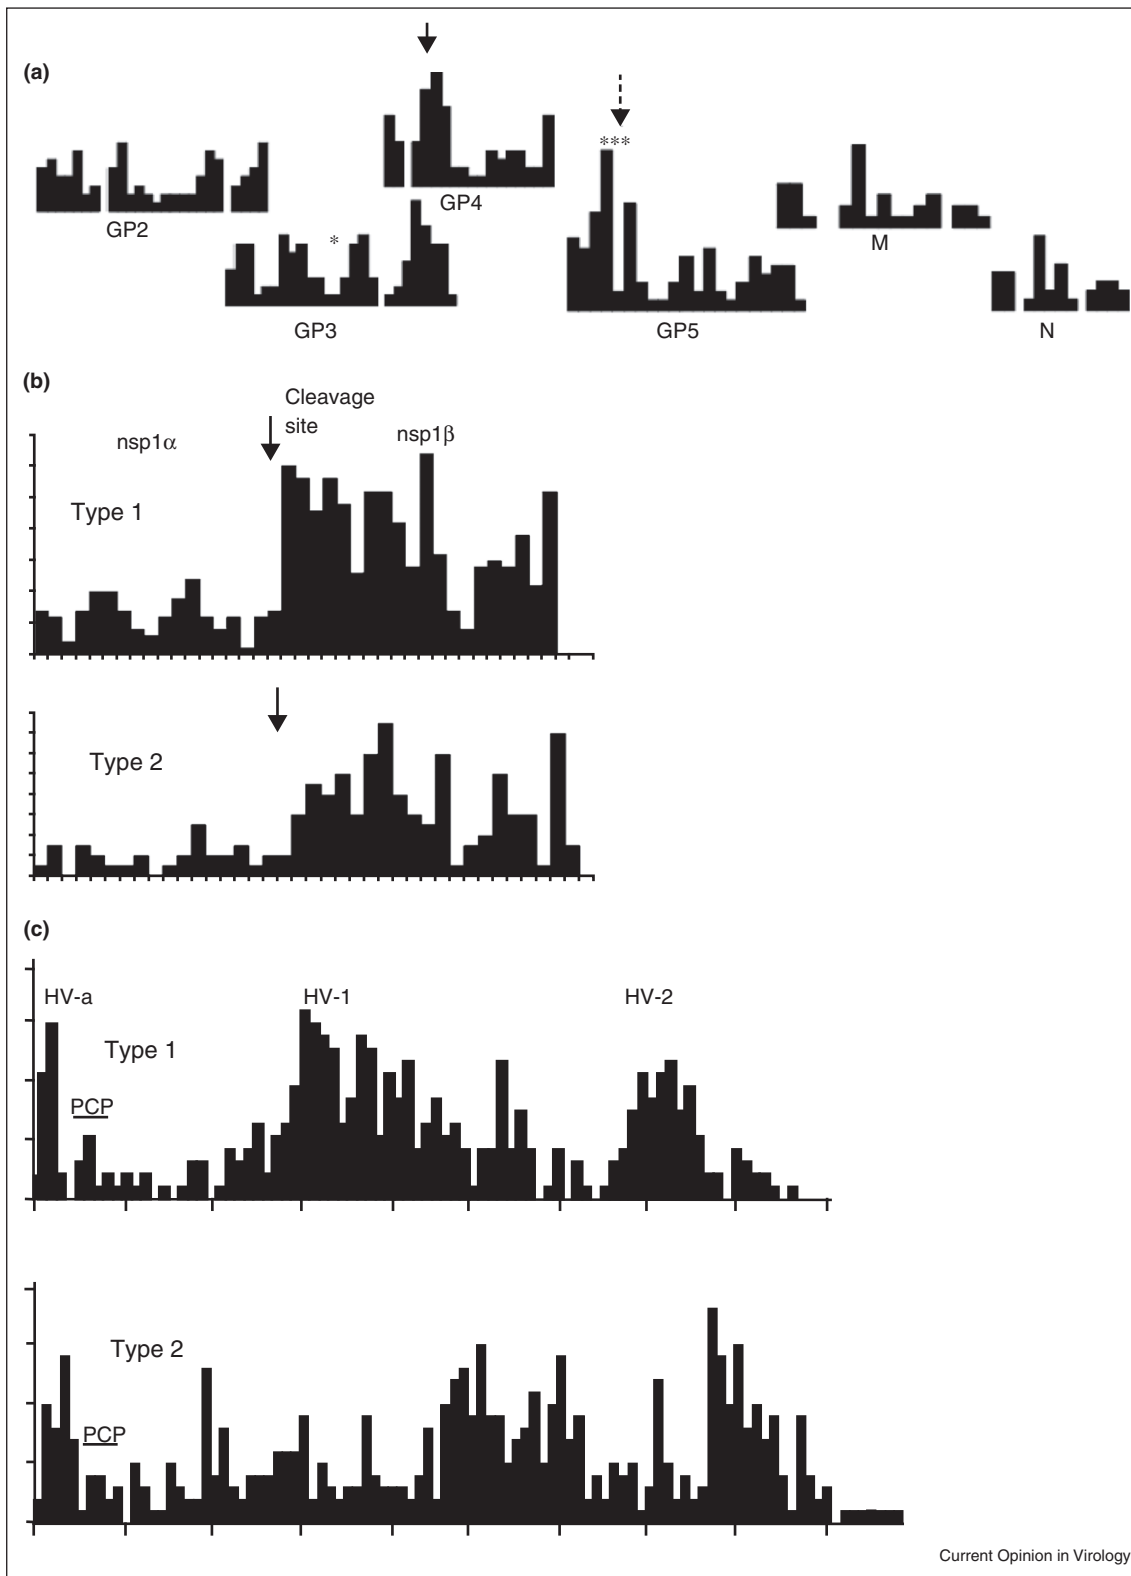 (a)
***
GP4
GP2
*
M
GP3
GP5
N
(b)
Cleavage
site
nsp1α
nsp1β
Type 1
Type 2
(c)
HV-a
HV-1
HV-2
Type 1
PCP
Type 2
PCP
Current Opinion in Virology